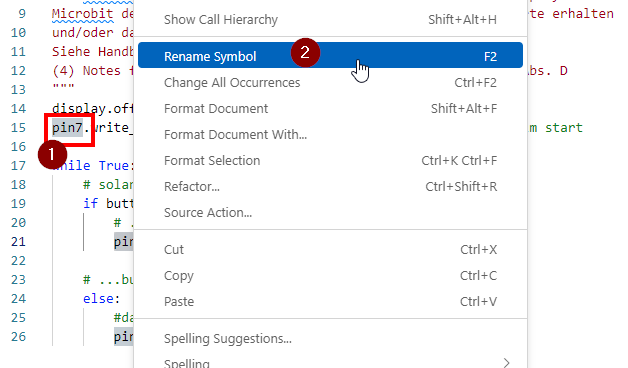 9 Microbit de
10 und/oder da
11 Siehe Handb
12 (4) Notes f
13 """
14 display.off
15 pin7.write_
16
17 while True:
18 # solan
19 if butt
20 # .
21 pin
22
23 # ...bu
24 else:
25 #da
26 pin
te erhalten
bs. D
m start
1
2
Show Call Hierarchy Shift+Alt+H
Rename Symbol F2
Change All Occurrences Ctrl+F2
Format Document Shift+Alt+F
Format Document With...
Format Selection Ctrl+K Ctrl+F
Refactor... Ctrl+Shift+R
Source Action...
Cut Ctrl+X
Copy Ctrl+C
Paste Ctrl+V
Spelling Suggestions...
Spelling